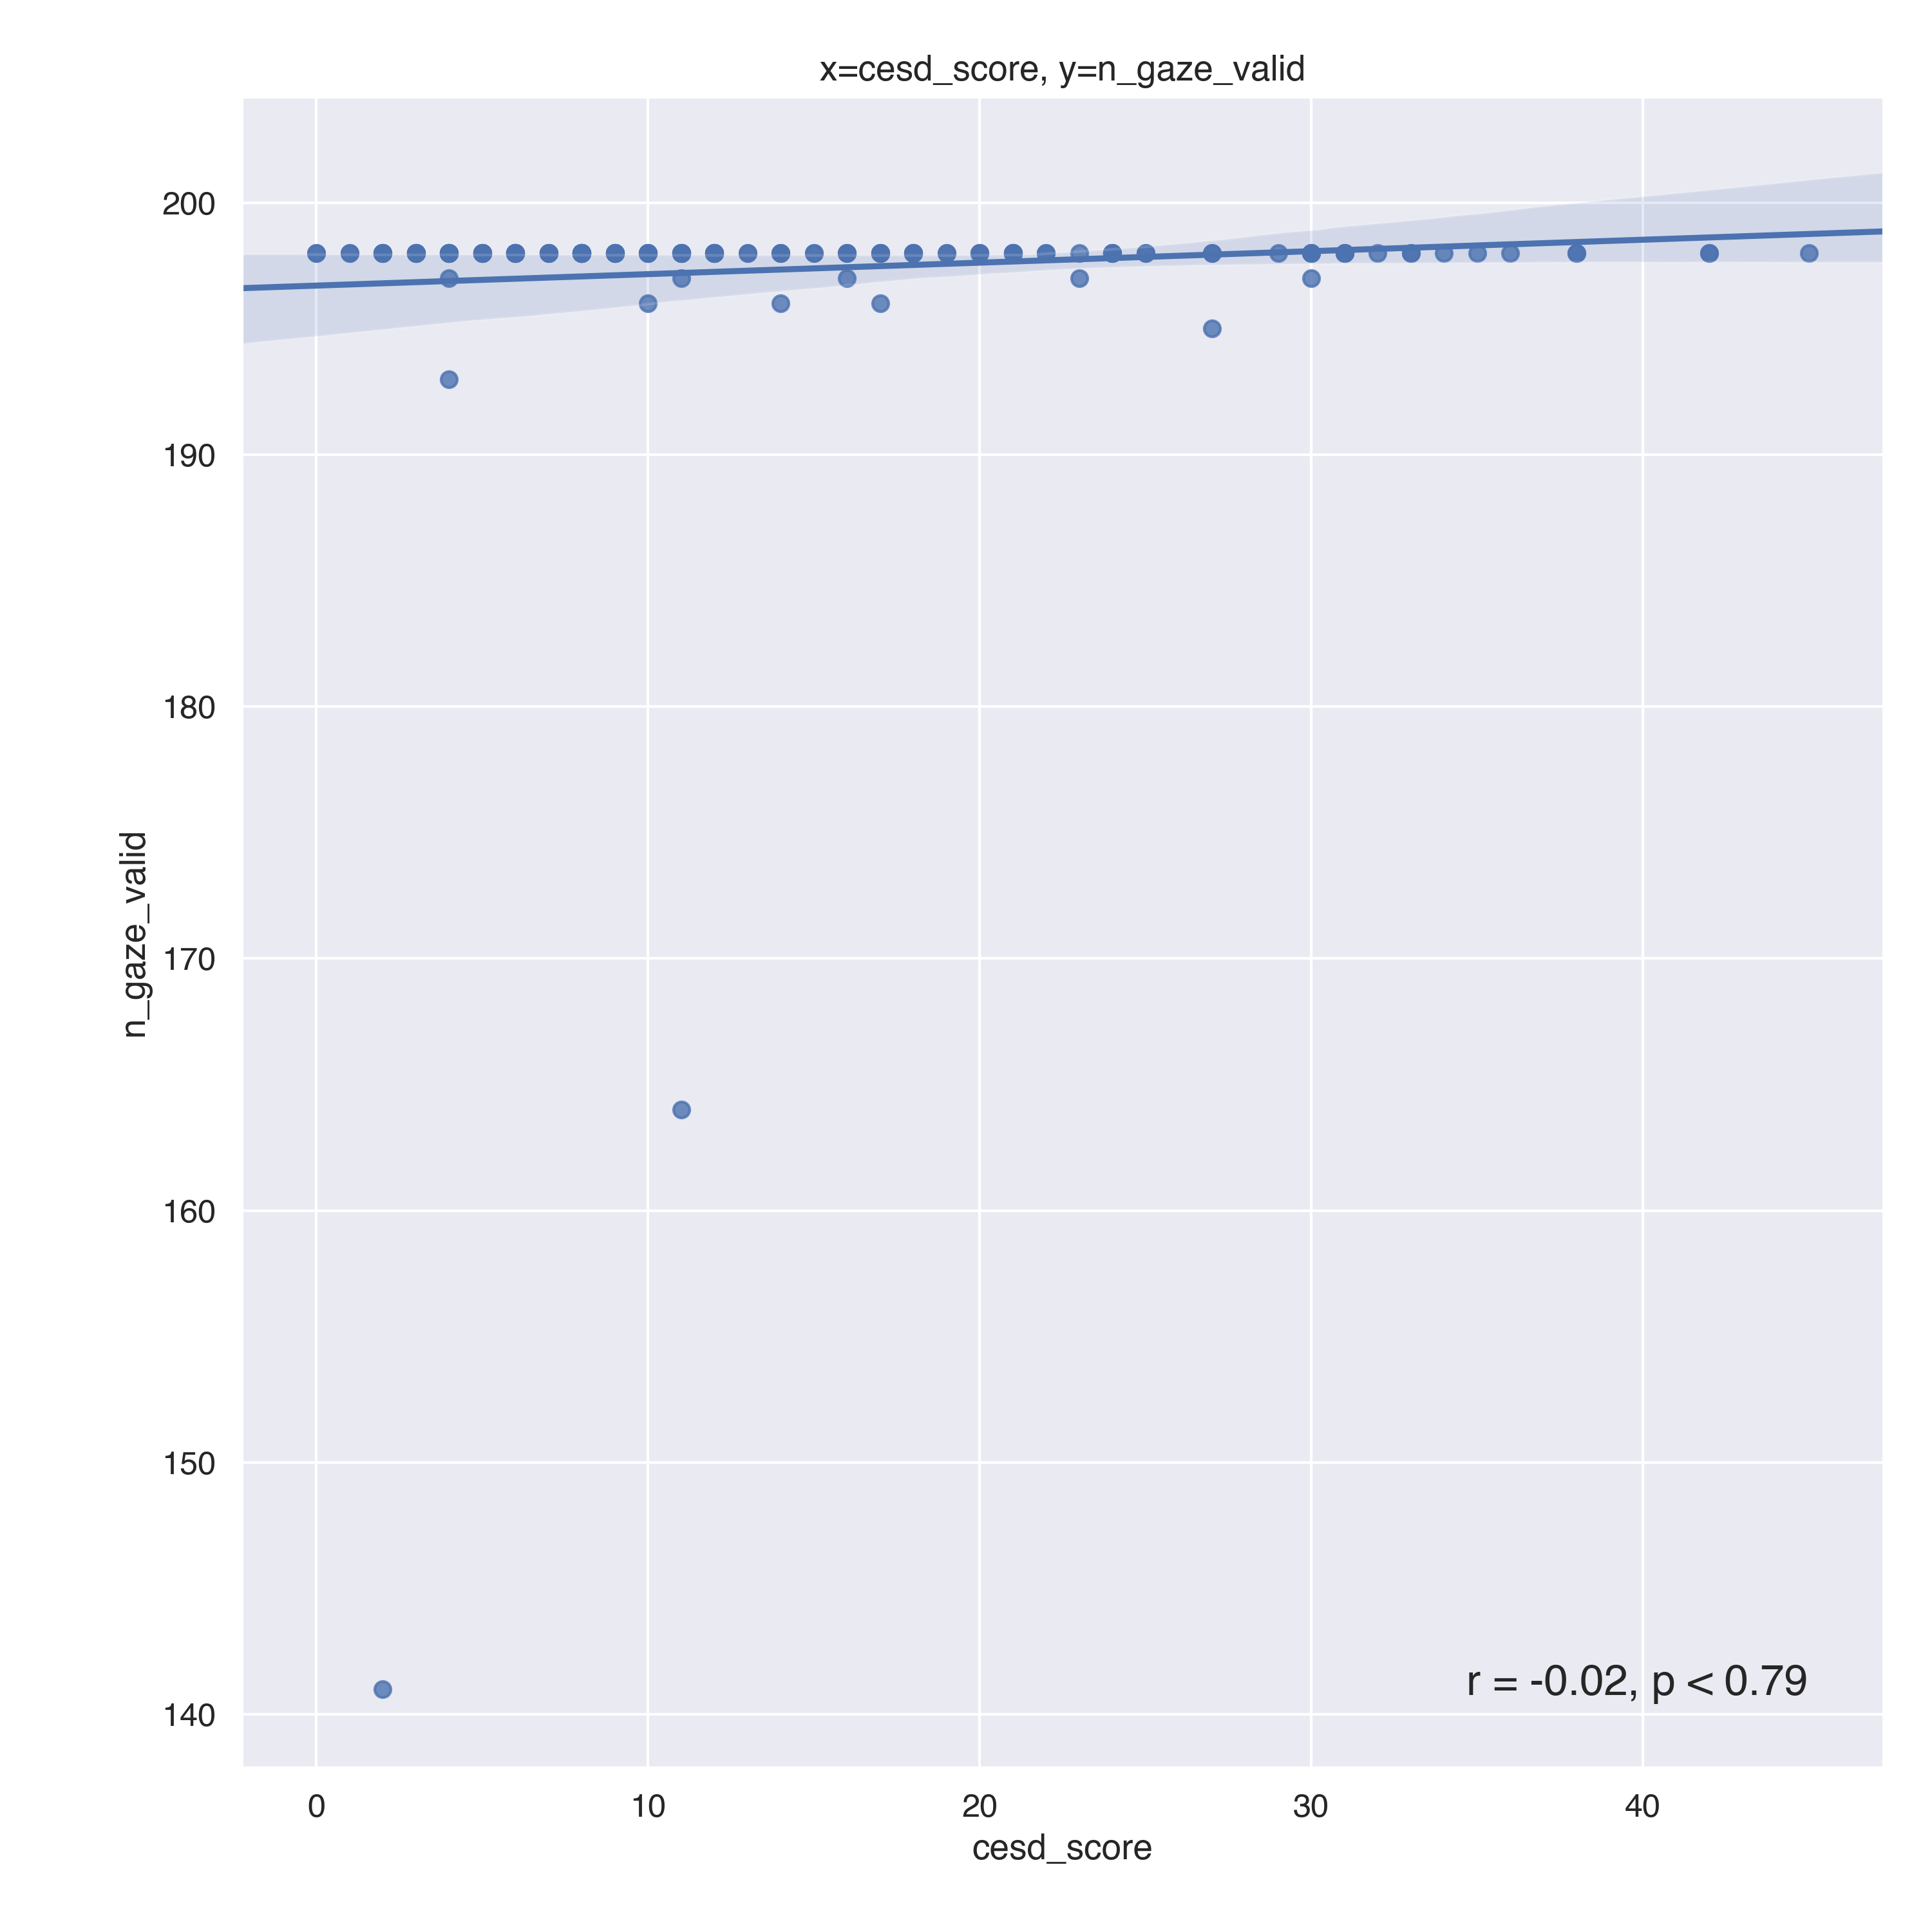 x=cesd_score, y=n_gaze_valid
200
190
180
170
160
150
140
n_gaze_valid
r = -0.02, p < 0.79
0 10 20 30 40
cesd_score